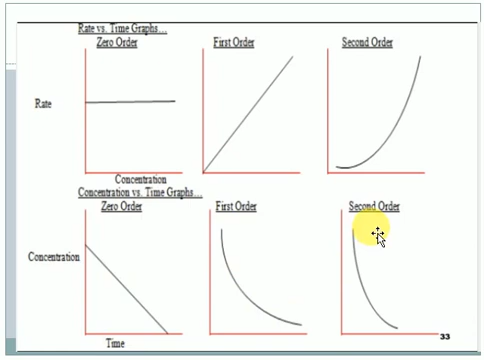 Rate vs. Time Graphs...
Zero Order First Order Second Order
Rate
Concentration
Concentration vs. Time Graphs...
Zero Order First Order Second Order
Concentration
Time
33